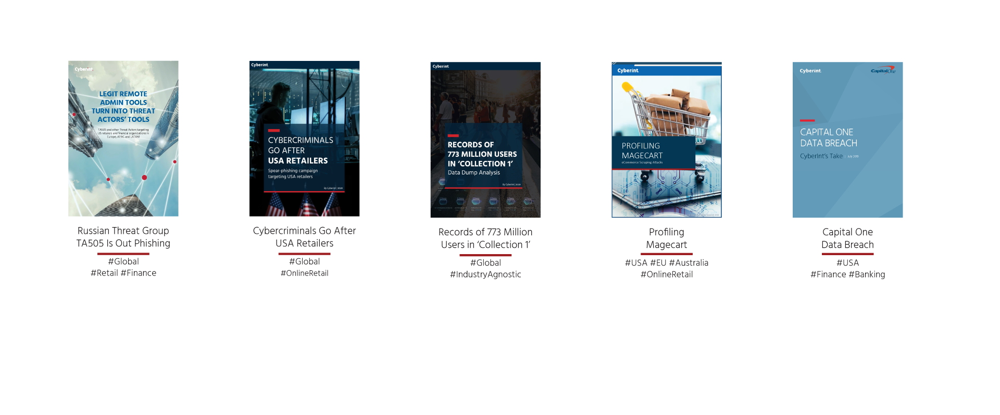 Cyberint.
LEGIT REMOTE
ADMIN TOOLS
TURN INTO THREAT
ACTORS' TOOLS
TA505 and other Threat Actors targeting
US retailers and financial organizations in
Europe, APAC and LATAM
Russian Threat Group
TA505 Is Out Phishing
#Global
#Retail #Finance
Cyberint
CYBERCRIMINALS
GO AFTER
USA RETAILERS
Spear-phishing campaign
targeting USA retailers
By Cyberint | 2019
Cybercriminals Go After
USA Retailers
#Global
#OnlineRetail
Cyberint
RECORDS OF
773 MILLION USERS
IN ‘COLLECTION 1’
Data Dump Analysis
By Cyberint | 2019
Records of 773 Million
Users in ‘Collection 1’
#Global
#IndustryAgnostic
Cyberint
PROFILING
MAGECART
eCommerce Scraping Attacks
Profiling
Magecart
#USA #EU #Australia
#OnlineRetail
Cyberint.
CapitalOne
CAPITAL ONE
DATA BREACH
CyberInt's Take | July 2019
Capital One
Data Breach
#USA
#Finance #Banking